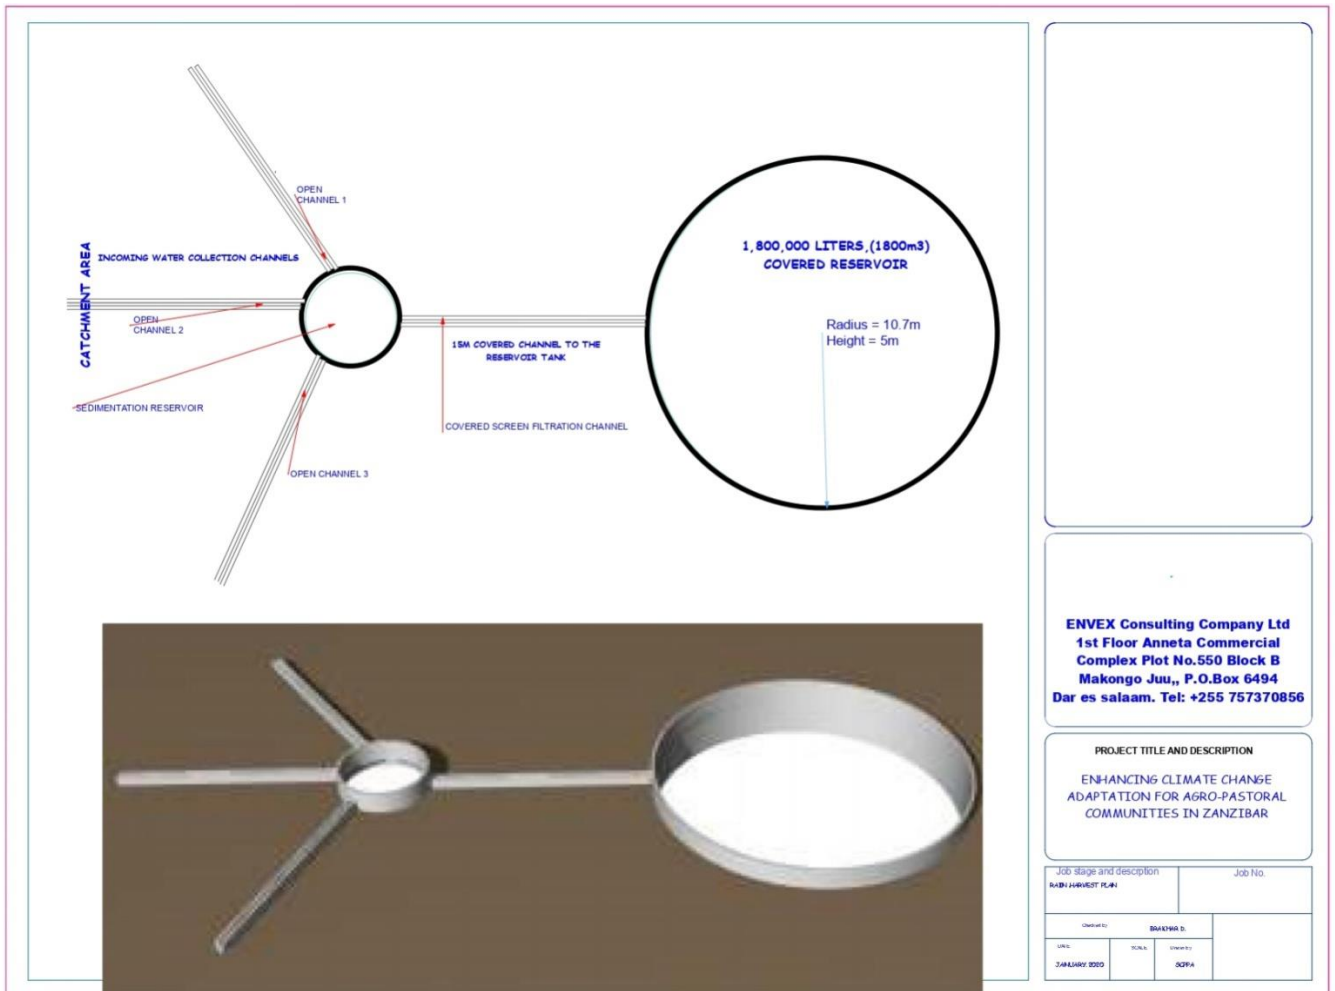 OPEN
CHANNEL 1
CATCHMENT AREA
INCOMING WATER COLLECTION CHANNELS
OPEN
CHANNEL 2
SEDIMENTATION RESERVOIR
OPEN CHANNEL 3
15M COVERED CHANNEL TO THE
RESERVOIR TANK
COVERED SCREEN FILTRATION CHANNEL
1,800,000 LITERS,(1800m3)
COVERED RESERVOIR
Radius = 10.7m
Height = 5m
ENVEX Consulting Company Ltd
1st Floor Anneta Commercial
Complex Plot No.550 Block B
Makongo Juu,, P.O.Box 6494
Dar es salaam. Tel: +255 757370856
PROJECT TITLE AND DESCRIPTION
ENHANCING CLIMATE CHANGE
ADAPTATION FOR AGRO-PASTORAL
COMMUNITIES IN ZANZIBAR
Job stage and description
Job No.
RAIN HARVEST PLAN
Checked by
DATE
SCALE
2020